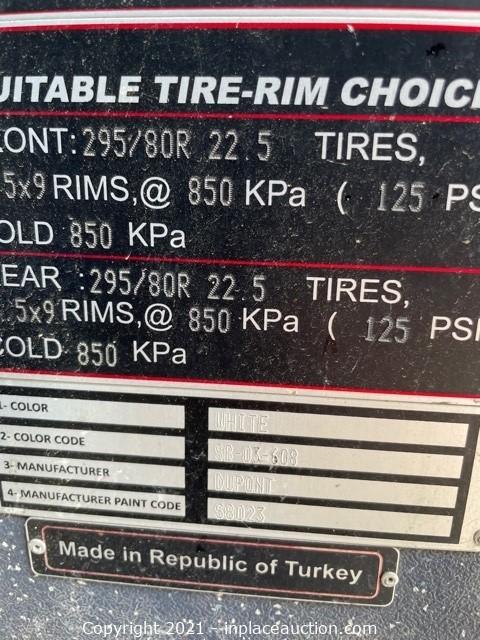 UITABLE TIRE-RIM CHOICE
ONT: 295/80R 22.5 TIRES,
.5x9 RIMS,@ 850 KPa ( 125 PS
OLD 850 KPa
EAR :295/80R 22.5 TIRES,
.5x9 RIMS,@ 850 KPa ( 125 PSI
COLD 850 KPa
1- COLOR WHITE
2- COLOR CODE SB-03-608
3- MANUFACTURER DUPONT
4- MANUFACTURER PAINT CODE S8023
Made in Republic of Turkey
Copyright 2021 - inplaceauction.com